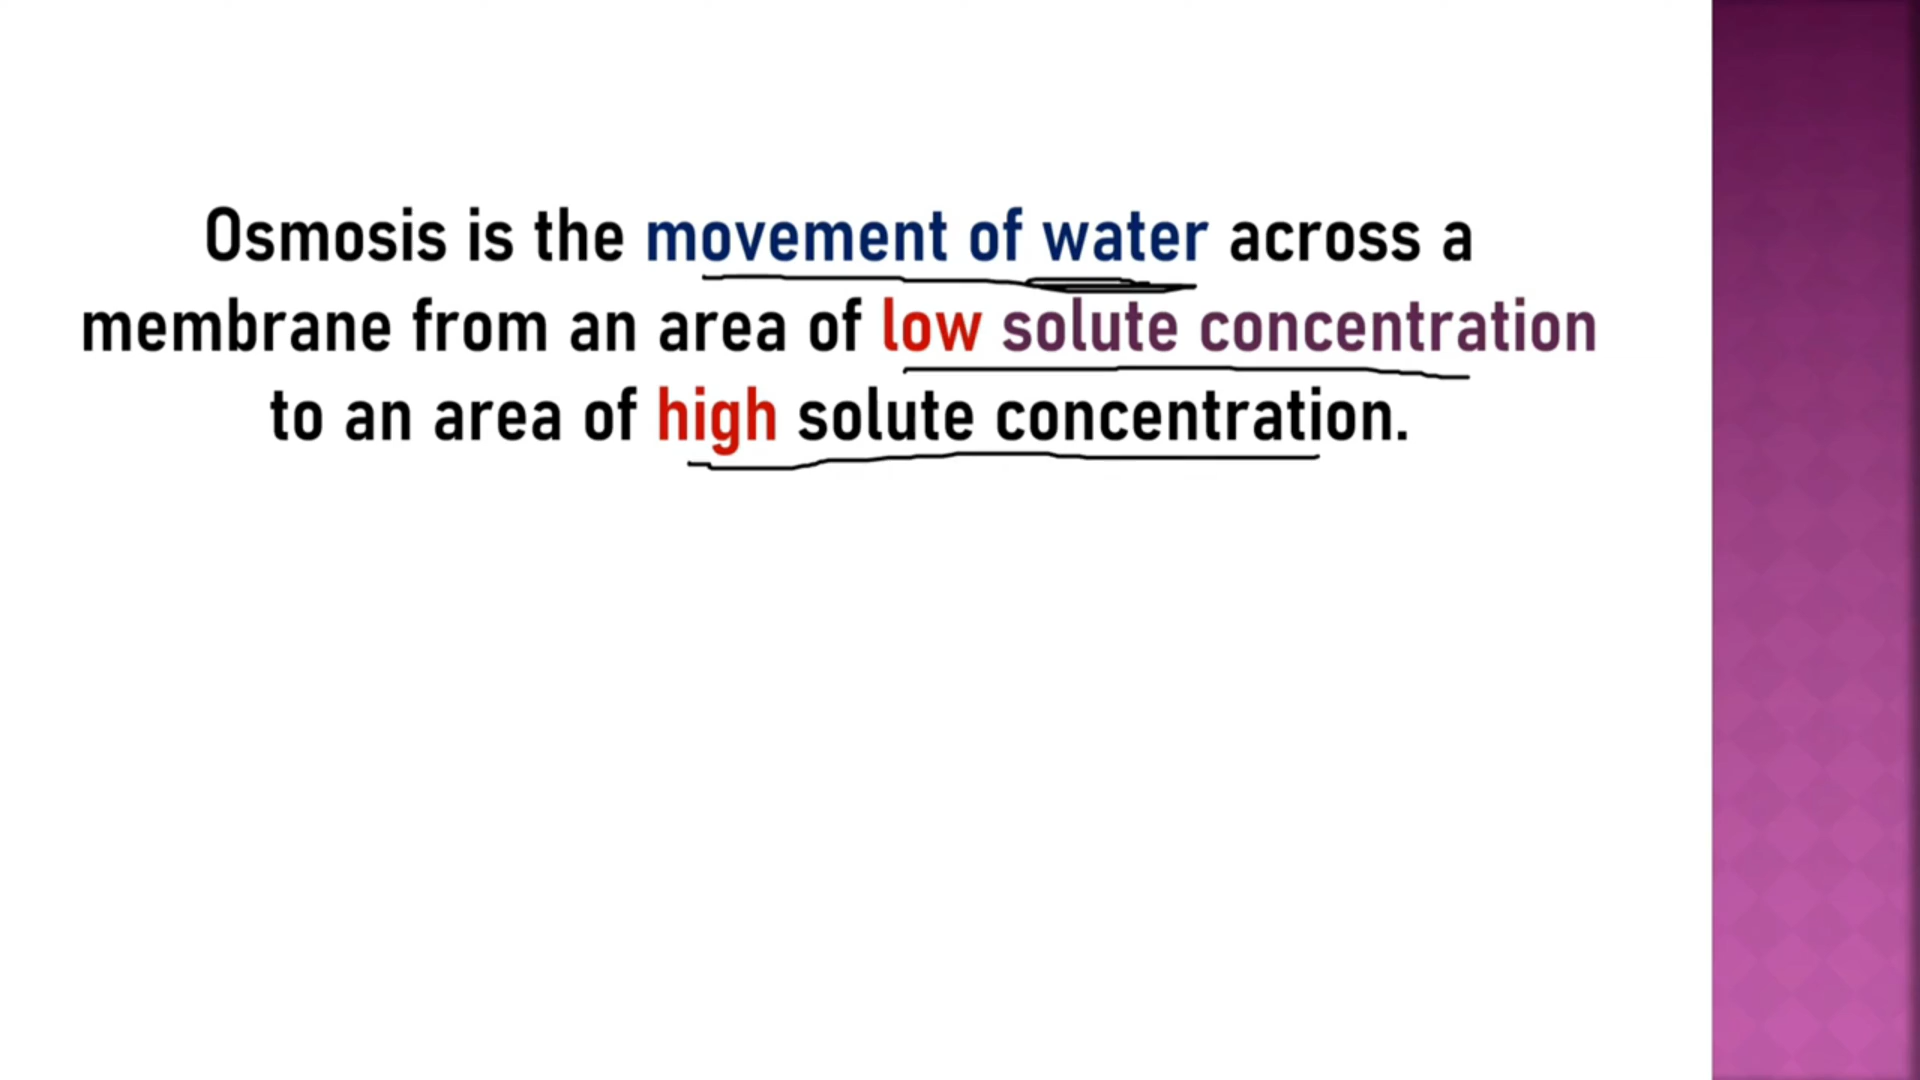 Osmosis is the movement of water across a
membrane from an area of low solute concentration
to an area of high solute concentration.